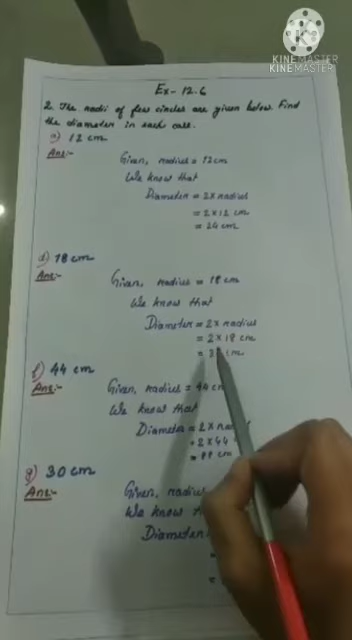 KINEMASTER
KINEMASTER
Ex-12.6
2. The radii of few circles are given below. Find
the diameter in each case.
a) 12 cm
Ans:-
Given, radius = 12 cm
We know that
Diameter = 2 x radius
= 2 x 12 cm
= 24 cm
d) 18 cm
Ans:-
Given, radius = 18 cm
We know that
Diameter = 2 x radius
= 2 x 18 cm
= cm
f) 44 cm
Ans:-
Given, radius = 44 cm
We know that
Diameter = 2 x
= 2 x 44
= 88 cm
g) 30 cm
Ans:-
Given,
We know
Diameter
=
=